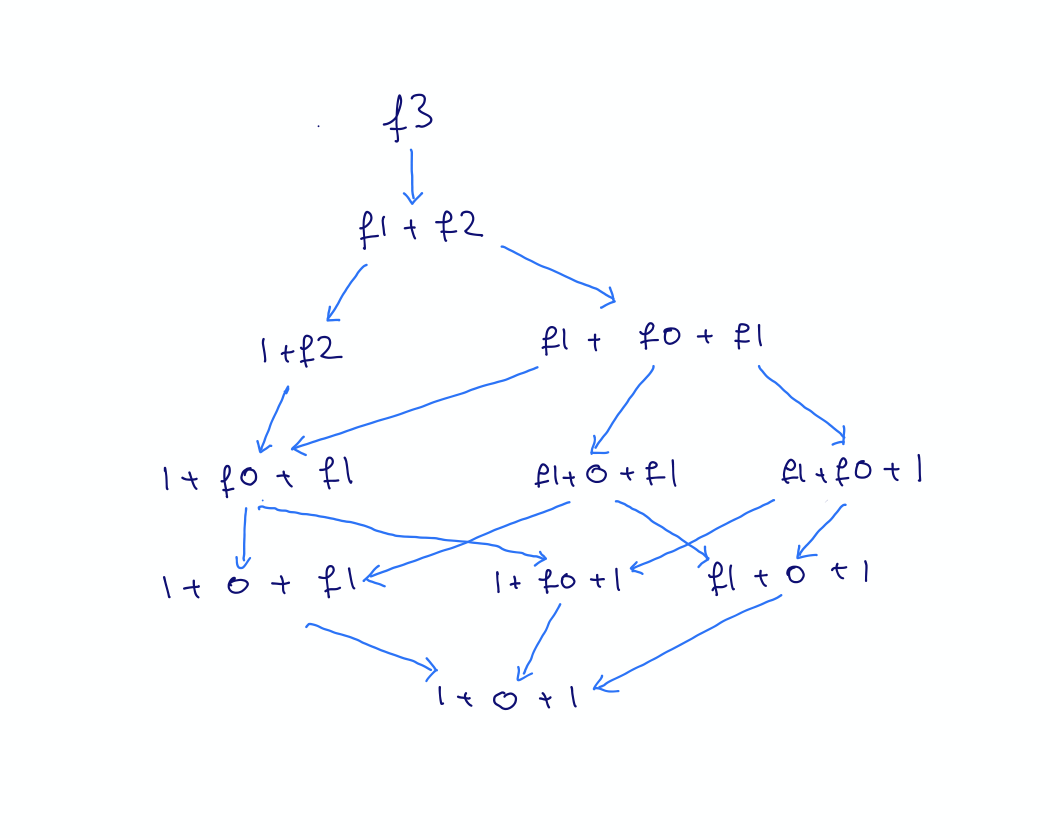 f3
f1 + f2
1 + f2
f1 + f0 + f1
1 + f0 + f1
f1 + 0 + f1
f1 + f0 + 1
1 + 0 + f1
1 + f0 + 1
f1 + 0 + 1
1 + 0 + 1